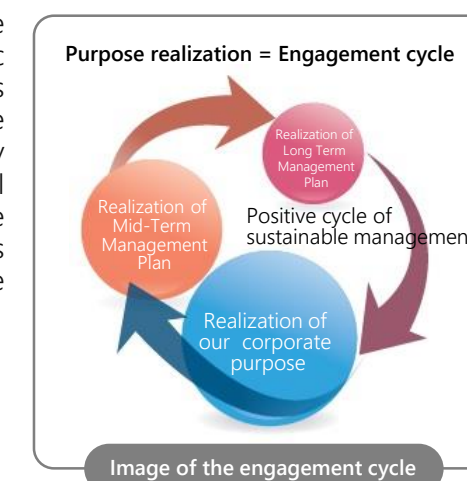 e
c
s
e
y
l
e
s
e
Purpose realization = Engagement cycle
Realization of
Long Term
Management
Plan
Realization of
Mid-Term
Management
Plan
Positive cycle of
sustainable managemen
Realization of
our corporate
purpose
Image of the engagement cycle